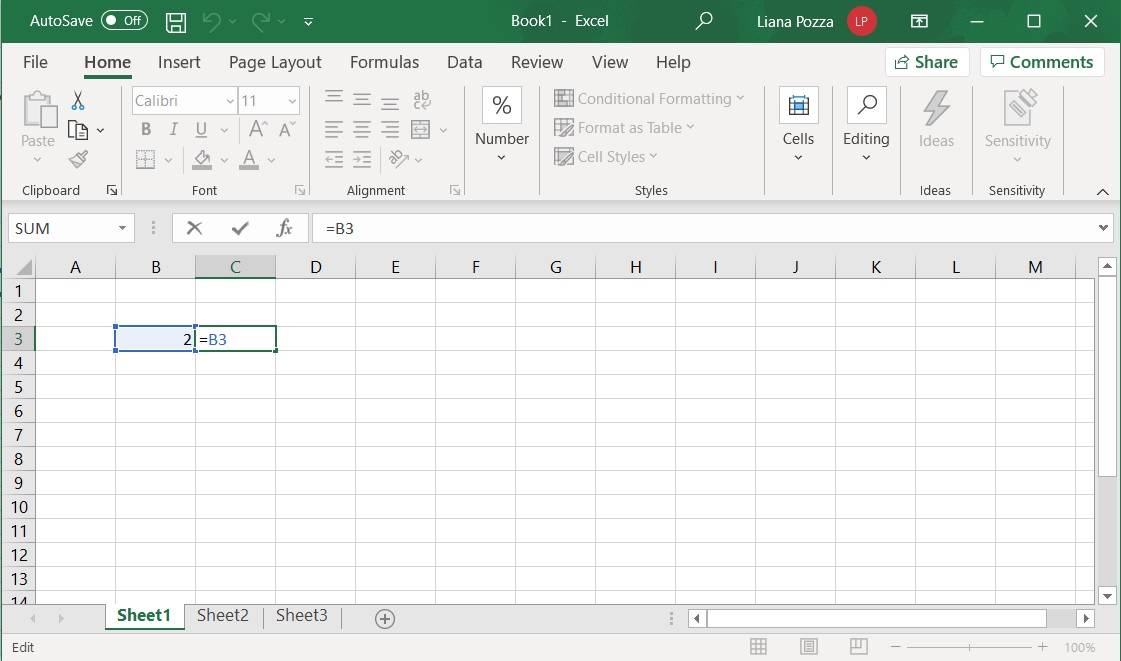 AutoSave Off Book1 - Excel Liana Pozza LP
File Home Insert Page Layout Formulas Data Review View Help Share Comments
Calibri 11 % Conditional Formatting
B I U A A ab Format as Table
Paste Number Cell Styles Cells Editing Ideas Sensitivity
A
Clipboard Font Alignment Styles Ideas Sensitivity
SUM fx =B3
A B C D E F G H I J K L M
1
2
3 2 =B3
4
5
6
7
8
9
10
11
12
13
14
Sheet1 Sheet2 Sheet3
Edit 100%